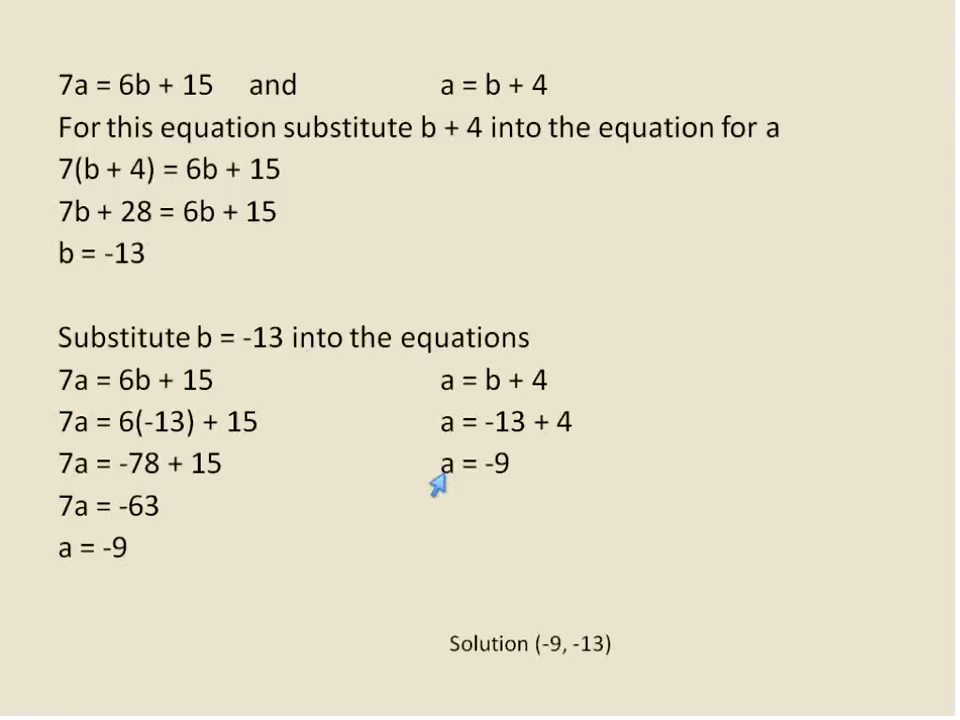 7a = 6b + 15 and a = b + 4
For this equation substitute b + 4 into the equation for a
7(b + 4) = 6b + 15
7b + 28 = 6b + 15
b = -13
Substitute b = -13 into the equations
7a = 6b + 15 a = b + 4
7a = 6(-13) + 15 a = -13 + 4
7a = -78 + 15 a = -9
7a = -63
a = -9
Solution (-9, -13)